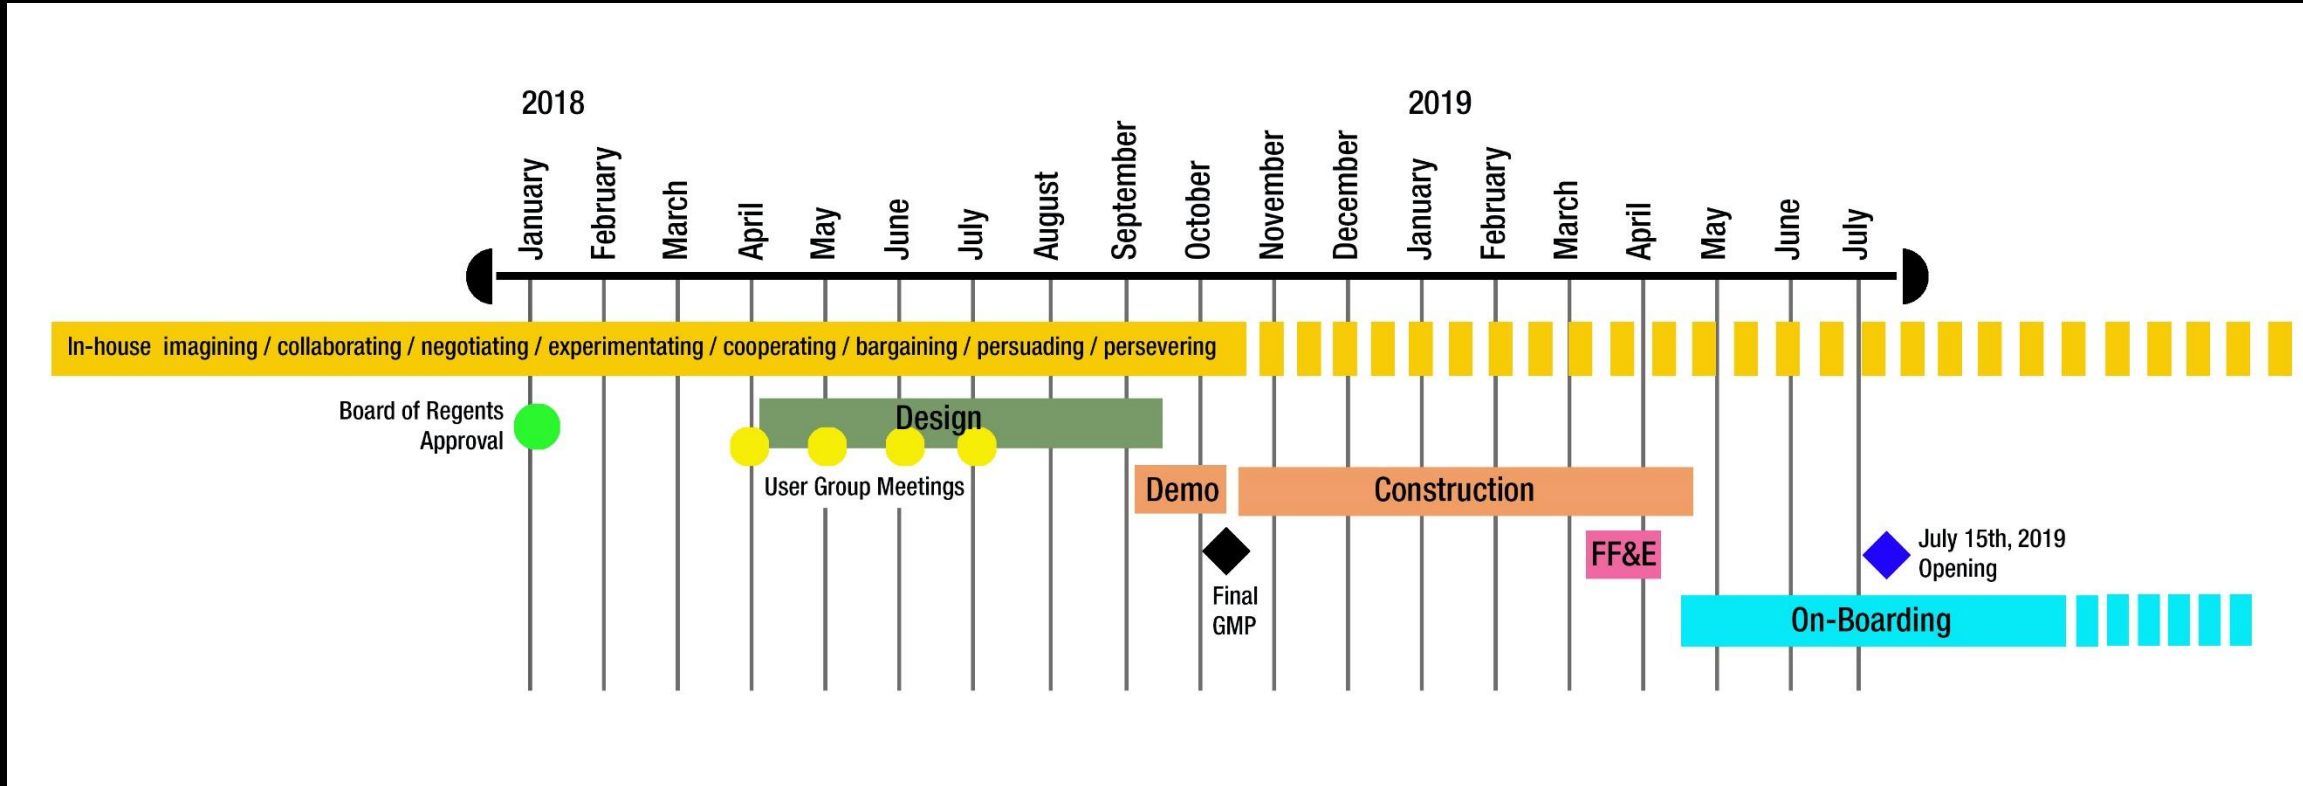 2018
2019
January
February
March
April
May
June
July
August
September
October
November
December
January
February
March
April
May
June
July
In-house imagining / collaborating / negotiating / experimentating / cooperating / bargaining / persuading / persevering
Board of Regents
Approval
Design
User Group Meetings
Demo
Construction
Final
GMP
FF&E
July 15th, 2019
Opening
On-Boarding